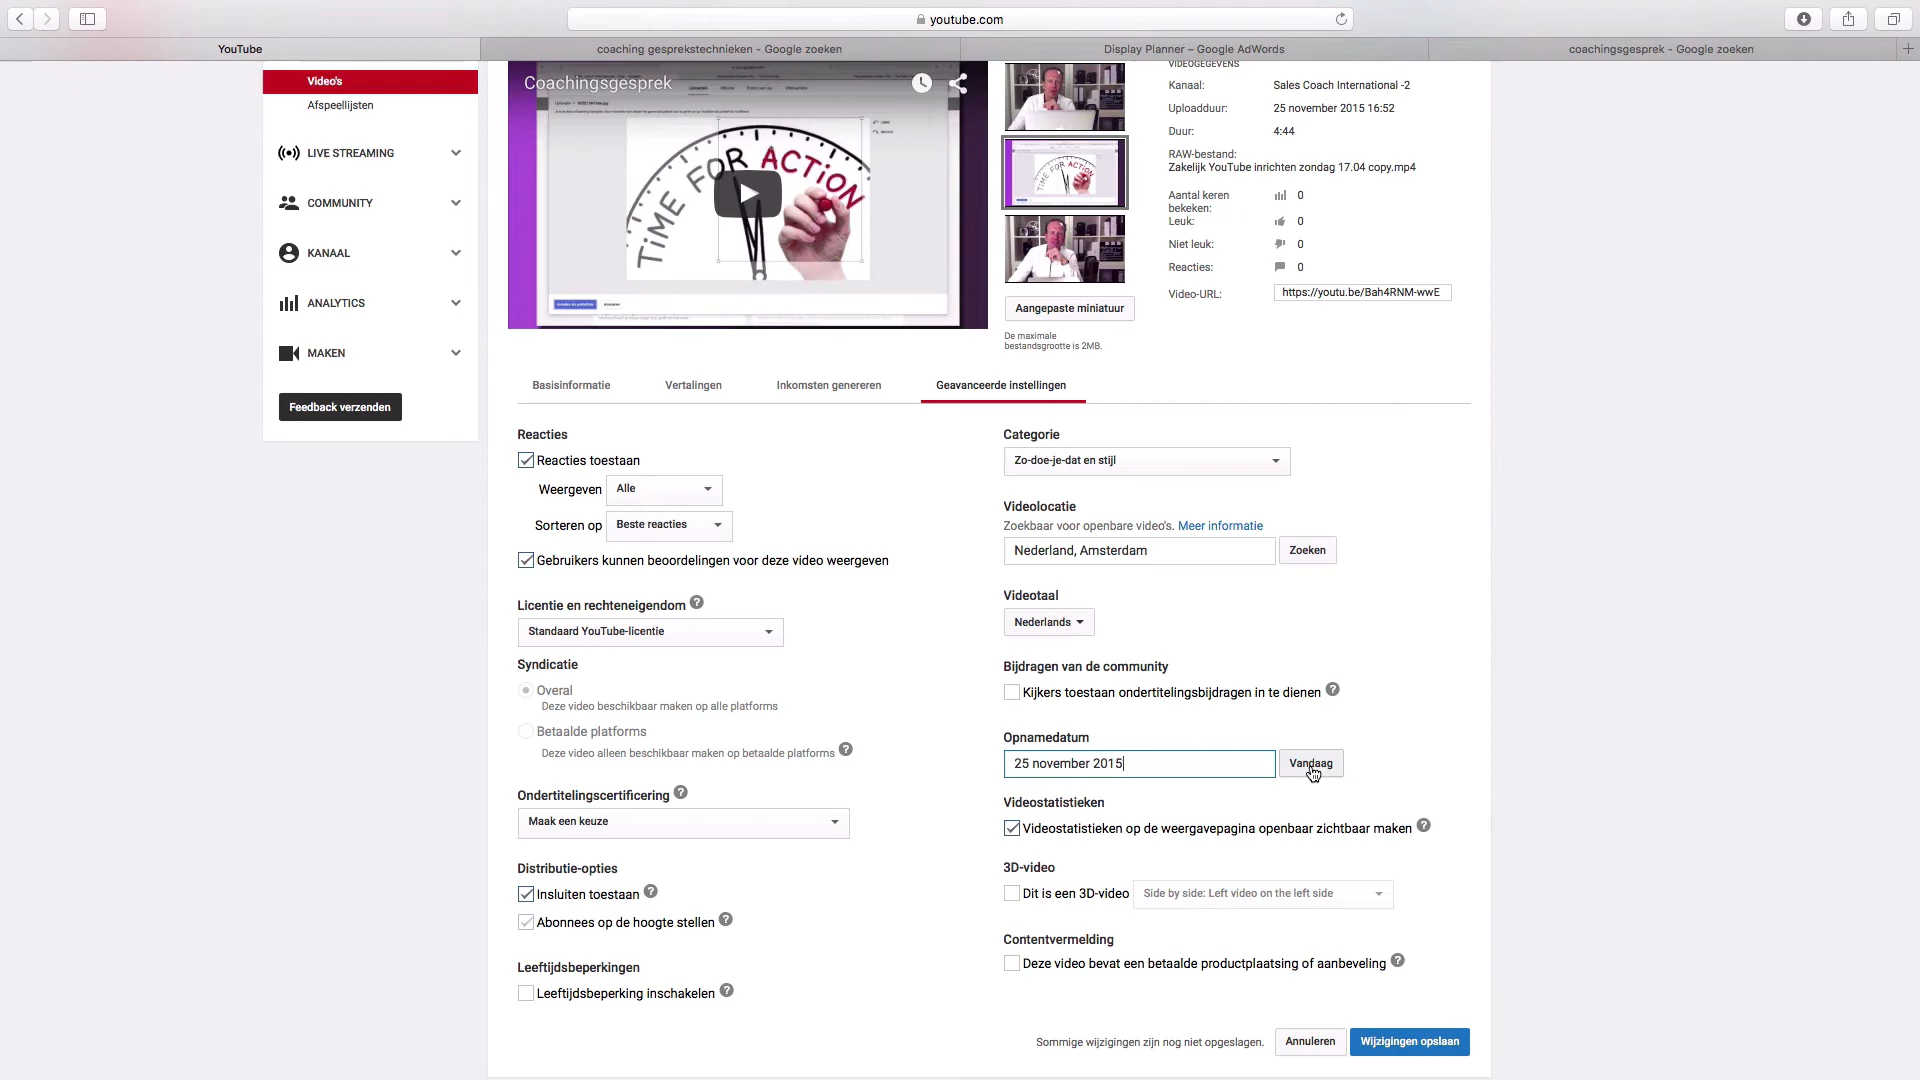 youtube.com
YouTube
coaching gesprekstechnieken - Google zoeken
Display Planner – Google AdWords
coachingsgesprek - Google zoeken
Video's
Afspeellijsten
LIVE STREAMING
COMMUNITY
KANAAL
ANALYTICS
MAKEN
Feedback verzenden
Coachingsgesprek
TIME FOR ACTION
Aangepaste miniatuur
De maximale
bestandsgrootte is 2MB.
VIDEOGEGEVENS
Kanaal: Sales Coach International -2
Uploadduur: 25 november 2015 16:52
Duur: 4:44
RAW-bestand:
Zakelijk YouTube inrichten zondag 17.04 copy.mp4
Aantal keren
bekeken: 0
Leuk: 0
Niet leuk: 0
Reacties: 0
Video-URL: https://youtu.be/Bah4RNM-wwE
Basisinformatie
Vertalingen
Inkomsten genereren
Geavanceerde instellingen
Reacties
Reacties toestaan
Weergeven Alle
Sorteren op Beste reacties
Gebruikers kunnen beoordelingen voor deze video weergeven
Licentie en rechteneigendom ?
Standaard YouTube-licentie
Syndicatie
Overal
Deze video beschikbaar maken op alle platforms
Betaalde platforms
Deze video alleen beschikbaar maken op betaalde platforms ?
Ondertitelingscertificering ?
Maak een keuze
Distributie-opties
Insluiten toestaan ?
Abonnees op de hoogte stellen ?
Leeftijdsbeperkingen
Leeftijdsbeperking inschakelen ?
Categorie
Zo-doe-je-dat en stijl
Videolocatie
Zoekbaar voor openbare video's. Meer informatie
Nederland, Amsterdam Zoeken
Videotaal
Nederlands
Bijdragen van de community
Kijkers toestaan ondertitelingsbijdragen in te dienen ?
Opnamedatum
25 november 2015 Vandaag
Videostatistieken
Videostatistieken op de weergavepagina openbaar zichtbaar maken ?
3D-video
Dit is een 3D-video Side by side: Left video on the left side
Contentvermelding
Deze video bevat een betaalde productplaatsing of aanbeveling ?
Sommige wijzigingen zijn nog niet opgeslagen. Annuleren Wijzigingen opslaan